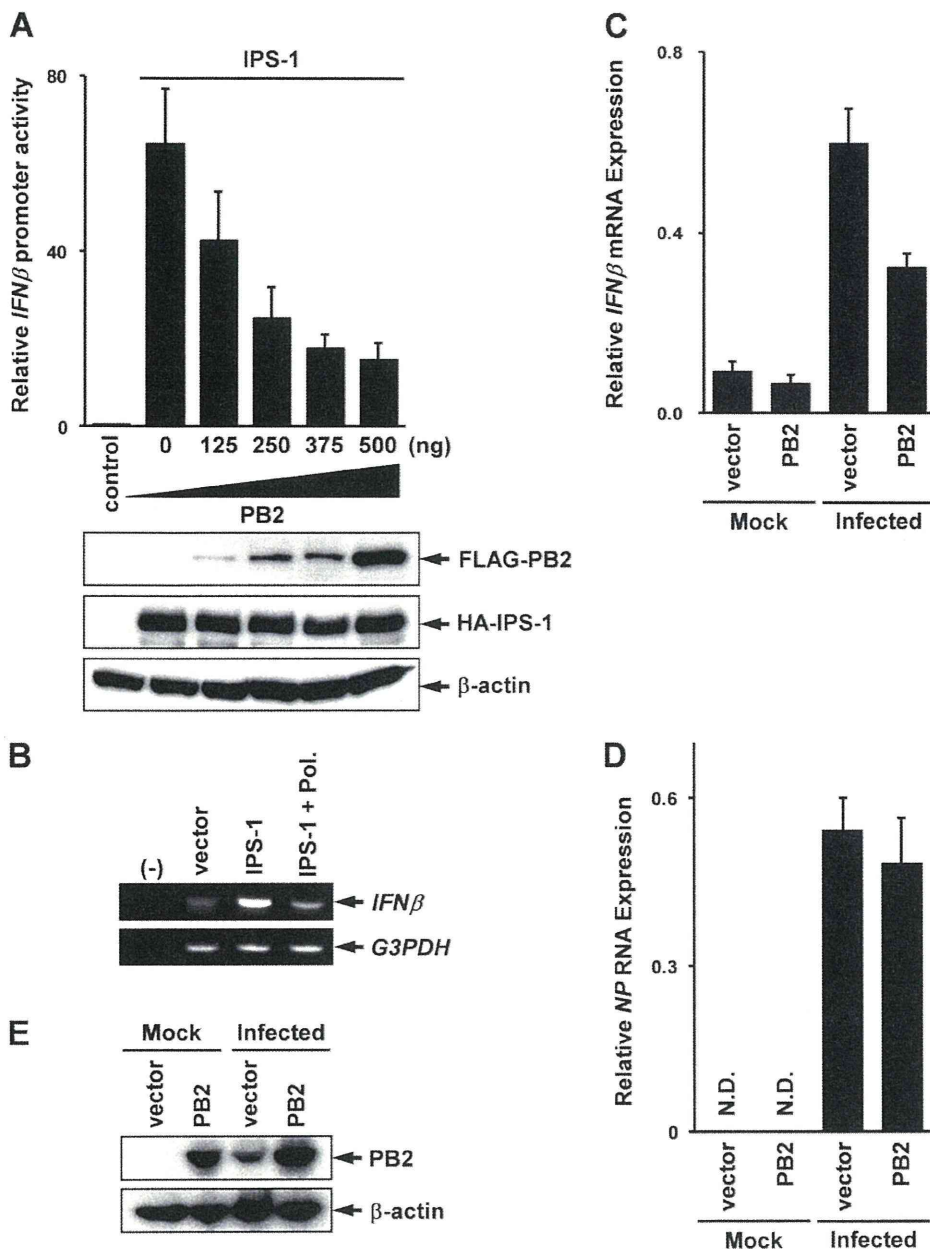 A
IPS-1
Relative IFNβ promoter activity
80
40
0
control
0 125 250 375 500 (ng)
PB2
FLAG-PB2
HA-IPS-1
β-actin
B
(-)
vector
IPS-1
IPS-1 + Pol.
IFNβ
G3PDH
E
Mock Infected
vector
PB2
vector
PB2
PB2
β-actin
C
Relative IFNβ mRNA Expression
0.8
0.4
0.0
vector
PB2
vector
PB2
Mock Infected
D
Relative NP RNA Expression
0.6
0.3
0
N.D.
N.D.
vector
PB2
vector
PB2
Mock Infected